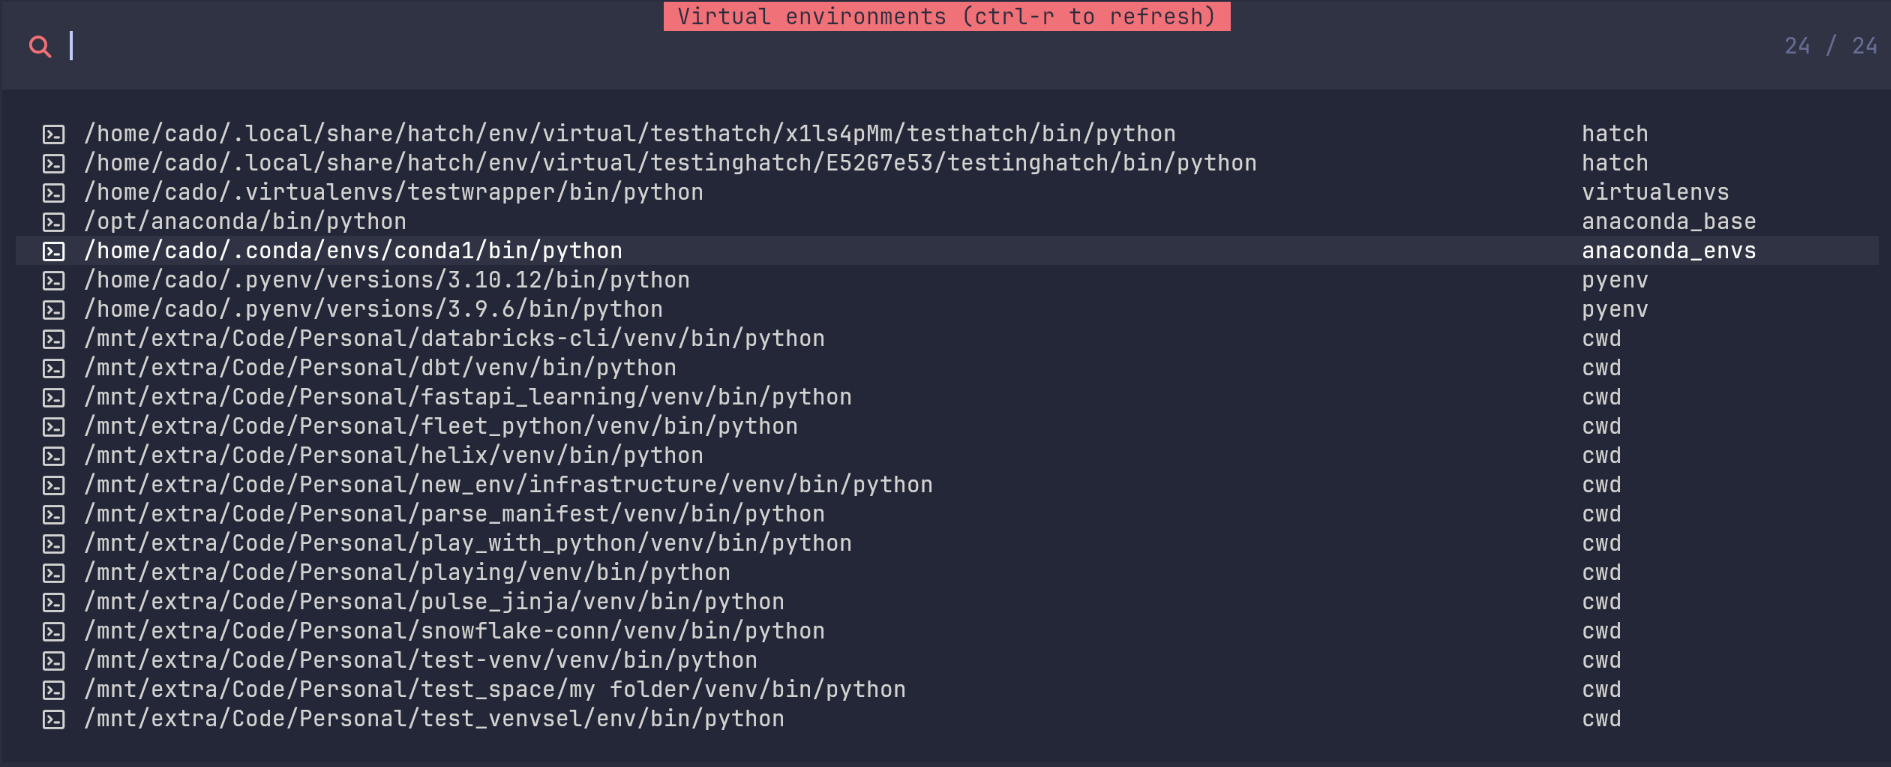 Virtual environments (ctrl-r to refresh)
24 / 24
/home/cado/.local/share/hatch/env/virtual/testhatch/x1ls4pMm/testhatch/bin/python hatch
/home/cado/.local/share/hatch/env/virtual/testinghatch/E52G7e53/testinghatch/bin/python hatch
/home/cado/.virtualenvs/testwrapper/bin/python virtualenvs
/opt/anaconda/bin/python anaconda_base
/home/cado/.conda/envs/conda1/bin/python anaconda_envs
/home/cado/.pyenv/versions/3.10.12/bin/python pyenv
/home/cado/.pyenv/versions/3.9.6/bin/python pyenv
/mnt/extra/Code/Personal/databricks-cli/venv/bin/python cwd
/mnt/extra/Code/Personal/dbt/venv/bin/python cwd
/mnt/extra/Code/Personal/fastapi_learning/venv/bin/python cwd
/mnt/extra/Code/Personal/fleet_python/venv/bin/python cwd
/mnt/extra/Code/Personal/helix/venv/bin/python cwd
/mnt/extra/Code/Personal/new_env/infrastructure/venv/bin/python cwd
/mnt/extra/Code/Personal/parse_manifest/venv/bin/python cwd
/mnt/extra/Code/Personal/play_with_python/venv/bin/python cwd
/mnt/extra/Code/Personal/playing/venv/bin/python cwd
/mnt/extra/Code/Personal/pulse_jinja/venv/bin/python cwd
/mnt/extra/Code/Personal/snowflake-conn/venv/bin/python cwd
/mnt/extra/Code/Personal/test-venv/venv/bin/python cwd
/mnt/extra/Code/Personal/test_space/my folder/venv/bin/python cwd
/mnt/extra/Code/Personal/test_venvsel/env/bin/python cwd